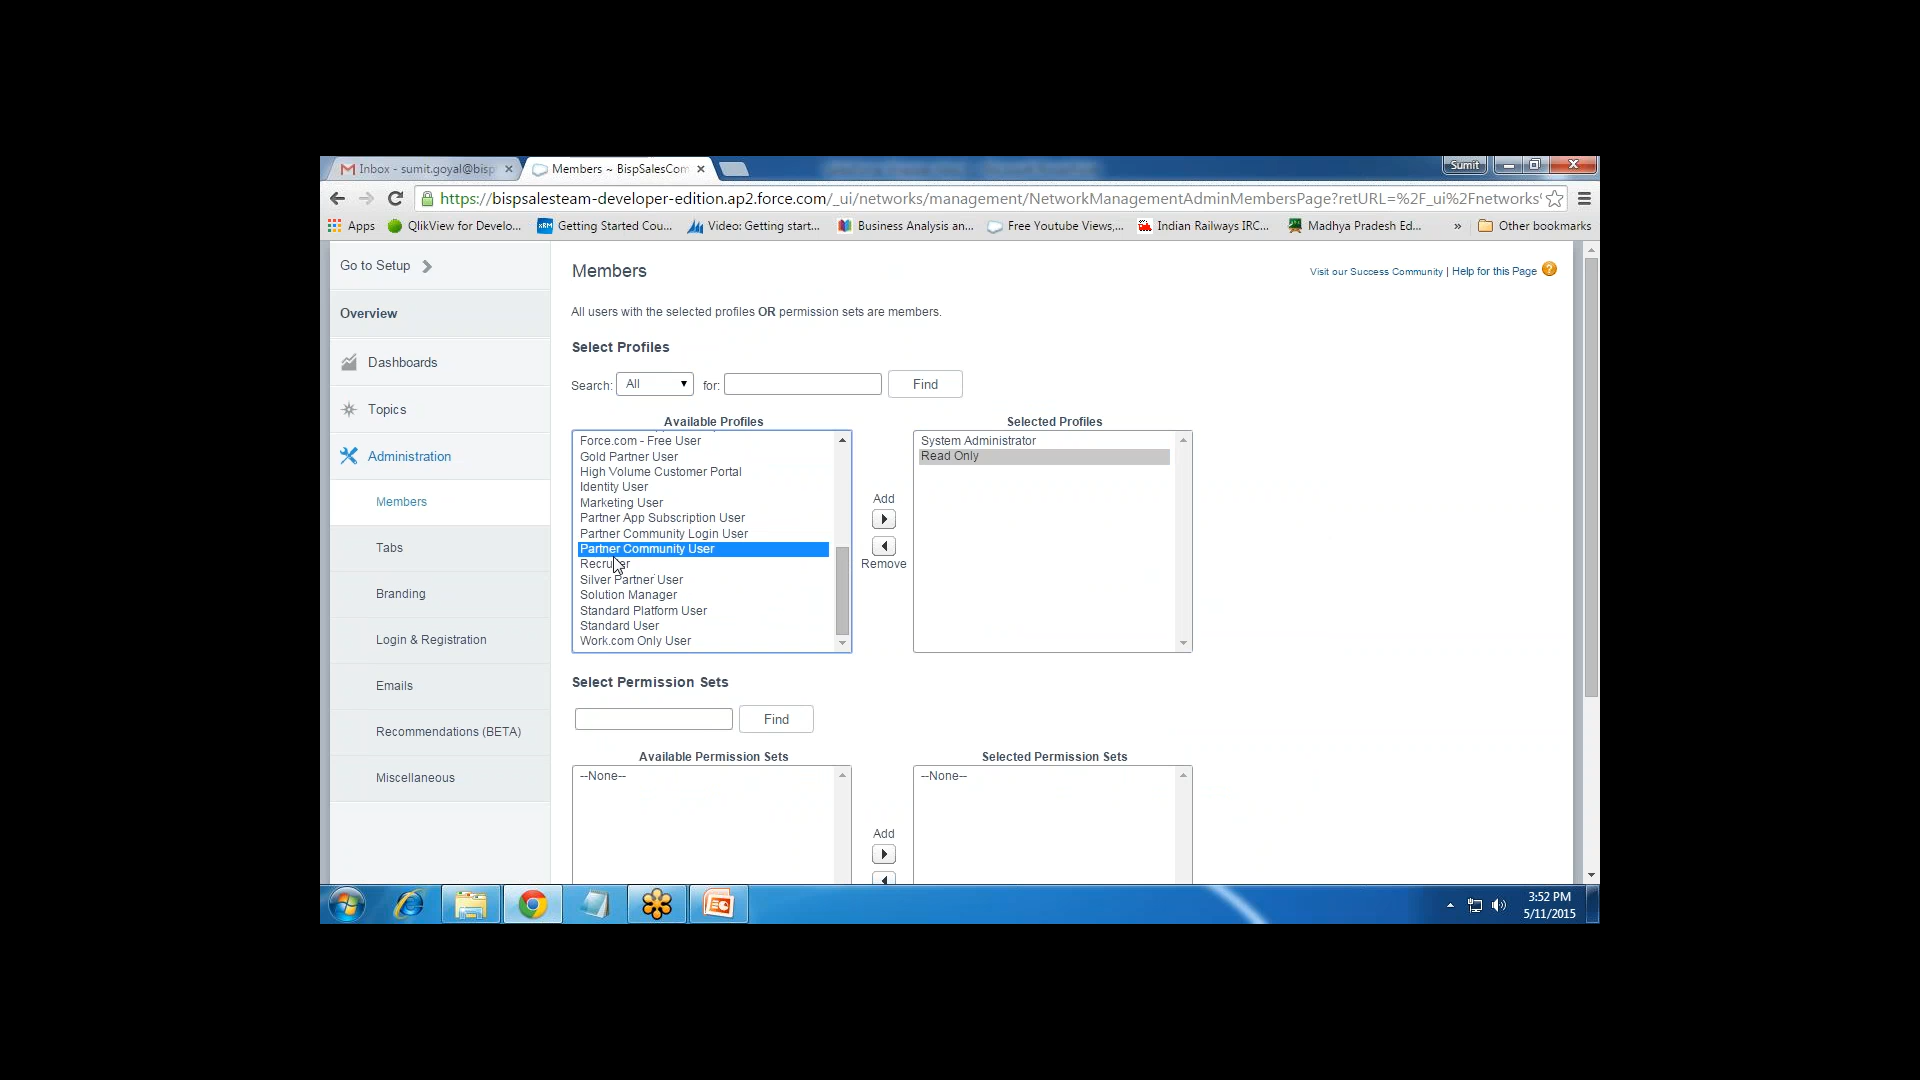 Inbox - sumit.goyal@bisp
Members ~ BispSalesCom
Sumit
https://bispsalesteam-developer-edition.ap2.force.com/_ui/networks/management/NetworkManagementAdminMembersPage?retURL=%2F_ui%2Fnetworks
Apps
QlikView for Develo...
Getting Started Cou...
Video: Getting start...
Business Analysis an...
Free Youtube Views,...
Indian Railways IRC...
Madhya Pradesh Ed...
»
Other bookmarks
Go to Setup
Overview
Dashboards
Topics
Administration
Members
Tabs
Branding
Login & Registration
Emails
Recommendations (BETA)
Miscellaneous
Members
Visit our Success Community | Help for this Page ?
All users with the selected profiles OR permission sets are members.
Select Profiles
Search: All for: Find
Available Profiles
Force.com - Free User
Gold Partner User
High Volume Customer Portal
Identity User
Marketing User
Partner App Subscription User
Partner Community Login User
Partner Community User
Recruiter
Silver Partner User
Solution Manager
Standard Platform User
Standard User
Work.com Only User
Add
Remove
Selected Profiles
System Administrator
Read Only
Select Permission Sets
Find
Available Permission Sets
--None--
Add
Selected Permission Sets
--None--
3:52 PM
5/11/2015